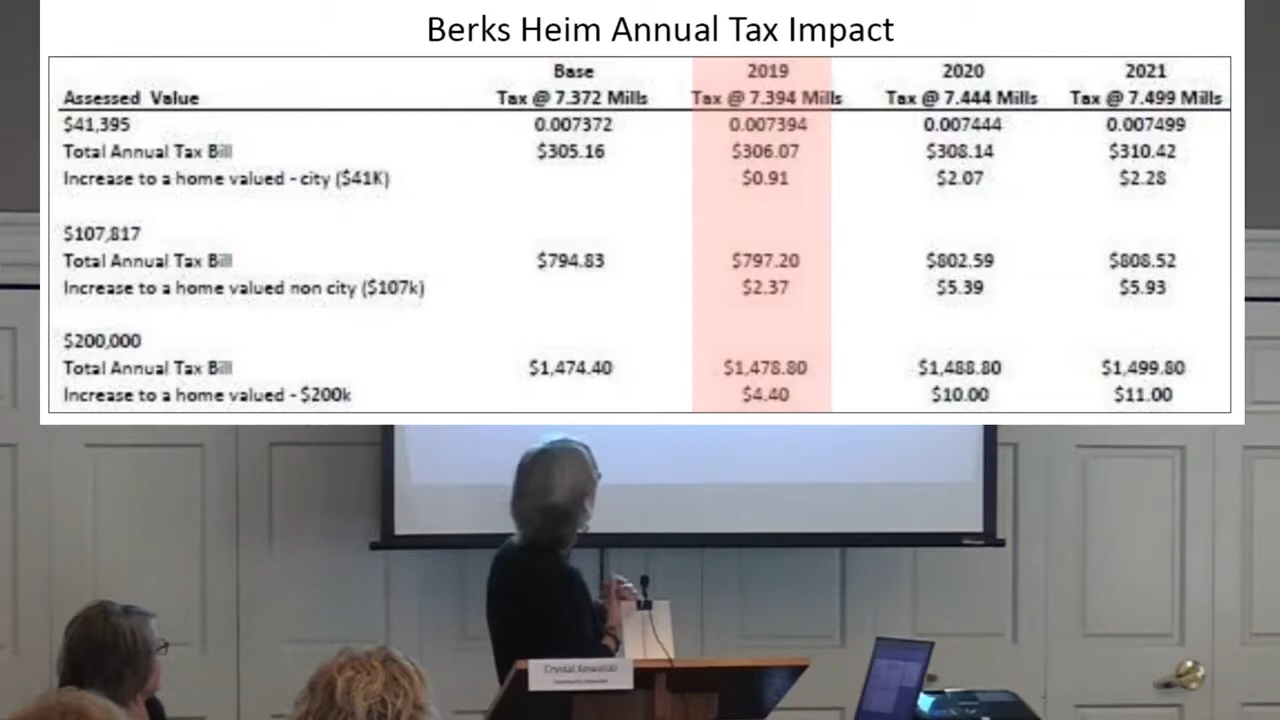 Berks Heim Annual Tax Impact
Base 2019 2020 2021
Assessed Value Tax @ 7.372 Mills Tax @ 7.394 Mills Tax @ 7.444 Mills Tax @ 7.499 Mills
$41,395 0.007372 0.007394 0.007444 0.007499
Total Annual Tax Bill $305.16 $306.07 $308.14 $310.42
Increase to a home valued - city ($41K) $0.91 $2.07 $2.28
$107,817
Total Annual Tax Bill $794.83 $797.20 $802.59 $808.52
Increase to a home valued non city ($107k) $2.37 $5.39 $5.93
$200,000
Total Annual Tax Bill $1,474.40 $1,478.80 $1,488.80 $1,499.80
Increase to a home valued - $200k $4.40 $10.00 $11.00
Crystal Kowalski